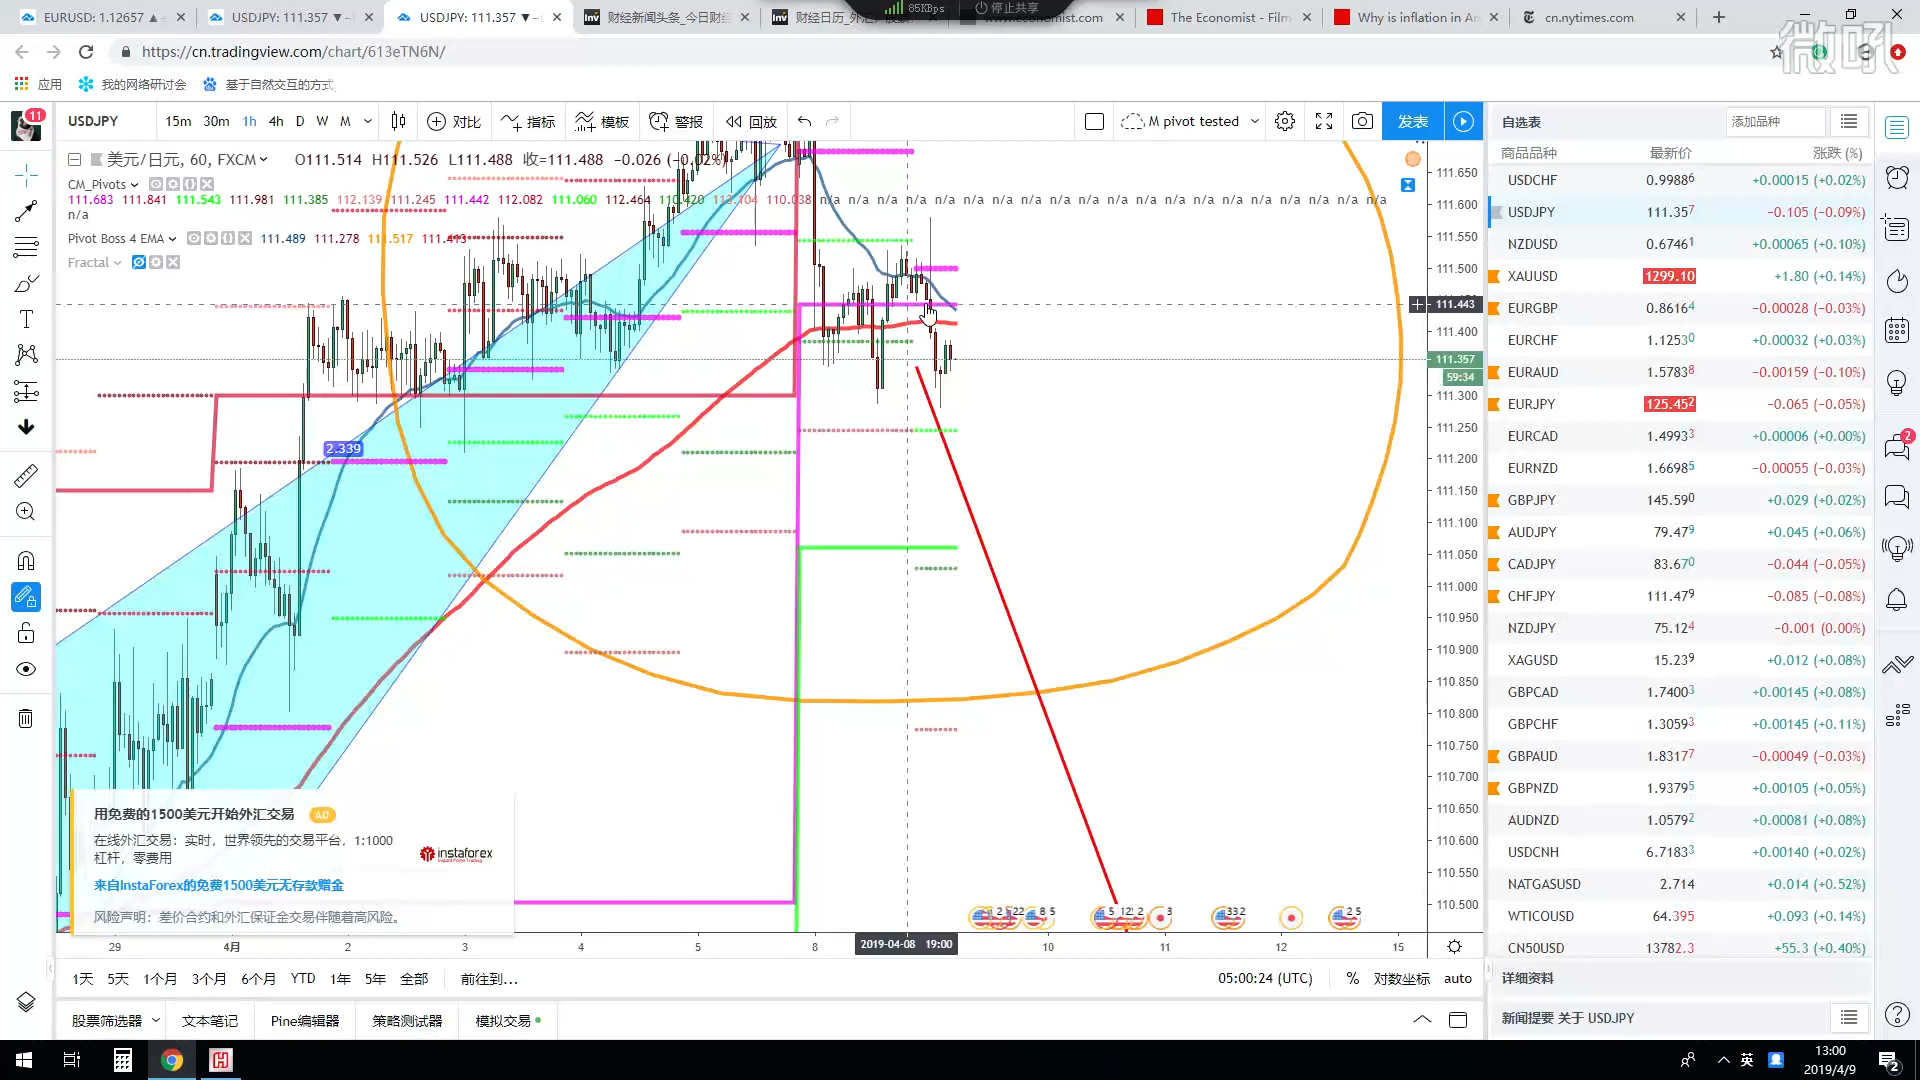 EURUSD: 1.12657 ▲
USDJPY: 111.357 ▼
USDJPY: 111.357 ▼
财经新闻头条_今日财经
85KBps
停止共享
www.economist.com
The Economist - Film
Why is inflation in
cn.nytimes.com
https://cn.tradingview.com/chart/613eTN6N/
微吼
应用 我的网络研讨会 基于自然交互的方式
11
USDJPY 15m 30m 1h 4h D W M 对比 指标 模板 警报 回放
M pivot tested 发表
美元/日元, 60, FXCM O111.514 H111.526 L111.488 收=111.488 −0.026 (−0.02%)
CM_Pivots
111.683 111.841 111.543 111.981 111.385 112.139 111.245 111.442 112.082 111.060 112.464 110.420 113.104 110.038 n/a n/a n/a n/a n/a n/a n/a n/a n/a n/a n/a n/a n/a n/a n/a n/a n/a n/a n/a n/a
n/a
Pivot Boss 4 EMA 111.489 111.278 111.517 111.413
Fractal
2.339
111.650
111.600
111.550
111.500
111.443
111.400
111.357
59:34
111.300
111.250
111.200
111.150
111.100
111.050
111.000
110.950
110.900
110.850
110.800
110.750
110.700
110.650
110.600
110.550
110.500
用免费的1500美元开始外汇交易 AD
在线外汇交易：实时，世界领先的交易平台，1:1000
杠杆，零费用
instaforex
Instant Forex Trading
来自InstaForex的免费1500美元无存款赠金
风险声明：差价合约和外汇保证金交易伴随着高风险。
29 4月 2 3 4 5 8 2019-04-08 19:00 10 11 12 15
1天 5天 1个月 3个月 6个月 YTD 1年 5年 全部 前往到...
05:00:24 (UTC) % 对数坐标 auto
股票筛选器 文本笔记 Pine编辑器 策略测试器 模拟交易
自选表 添加品种
商品品种 最新价 涨跌 (%)
USDCHF 0.99886 +0.00015 (+0.02%)
USDJPY 111.357 −0.105 (−0.09%)
NZDUSD 0.67461 +0.00065 (+0.10%)
XAUUSD 1299.10 +1.80 (+0.14%)
EURGBP 0.86164 −0.00028 (−0.03%)
EURCHF 1.12530 +0.00032 (+0.03%)
EURAUD 1.57838 −0.00159 (−0.10%)
EURJPY 125.452 −0.065 (−0.05%)
EURCAD 1.49933 +0.00006 (+0.00%)
EURNZD 1.66985 −0.00055 (−0.03%)
GBPJPY 145.590 +0.029 (+0.02%)
AUDJPY 79.479 +0.045 (+0.06%)
CADJPY 83.670 −0.044 (−0.05%)
CHFJPY 111.479 −0.085 (−0.08%)
NZDJPY 75.124 −0.001 (0.00%)
XAGUSD 15.239 +0.012 (+0.08%)
GBPCAD 1.74003 +0.00145 (+0.08%)
GBPCHF 1.30593 +0.00145 (+0.11%)
GBPAUD 1.83177 −0.00049 (−0.03%)
GBPNZD 1.93795 +0.00105 (+0.05%)
AUDNZD 1.05792 +0.00081 (+0.08%)
USDCNH 6.71833 +0.00140 (+0.02%)
NATGASUSD 2.714 +0.014 (+0.52%)
WTICOUSD 64.395 +0.093 (+0.14%)
CN50USD 13782.3 +55.3 (+0.40%)
详细资料
新闻提要 关于 USDJPY
2
英
13:00
2019/4/9
2